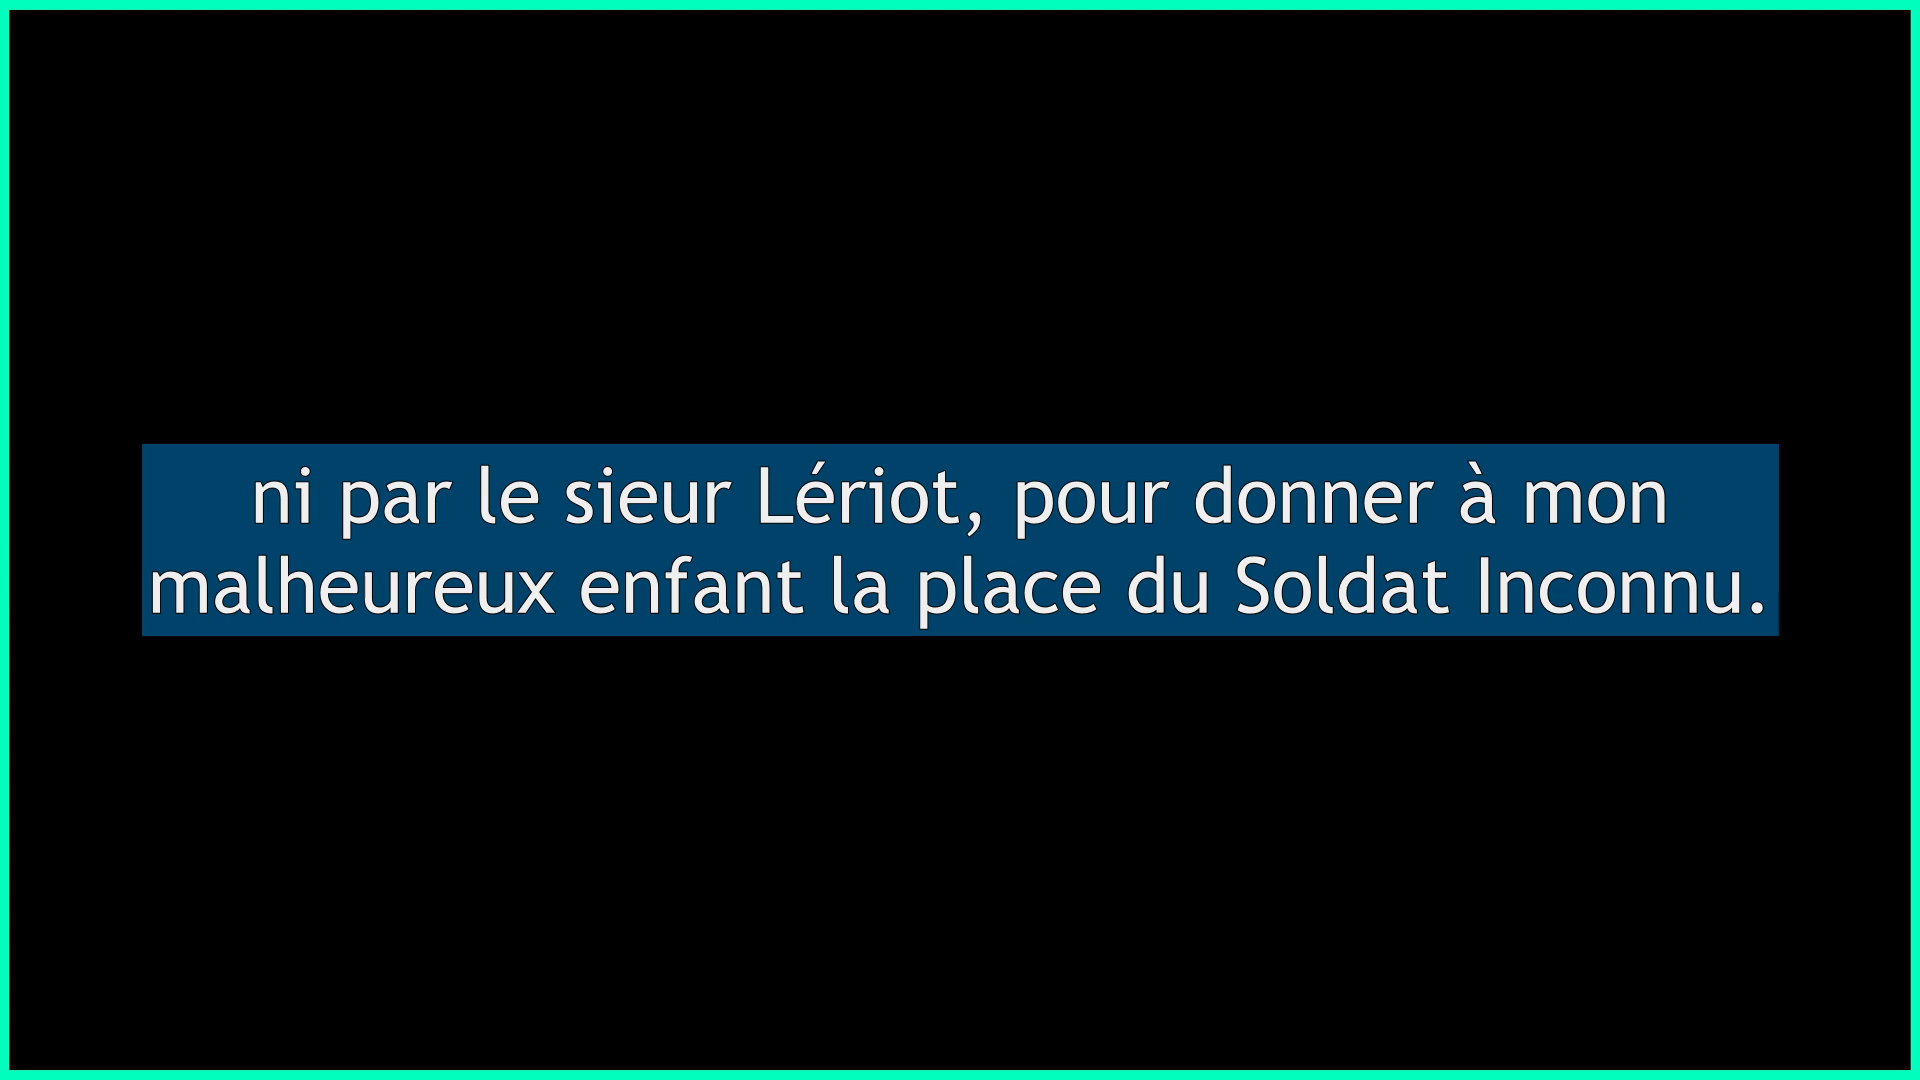 ni par le sieur Lériot, pour donner à mon
malheureux enfant la place du Soldat Inconnu.